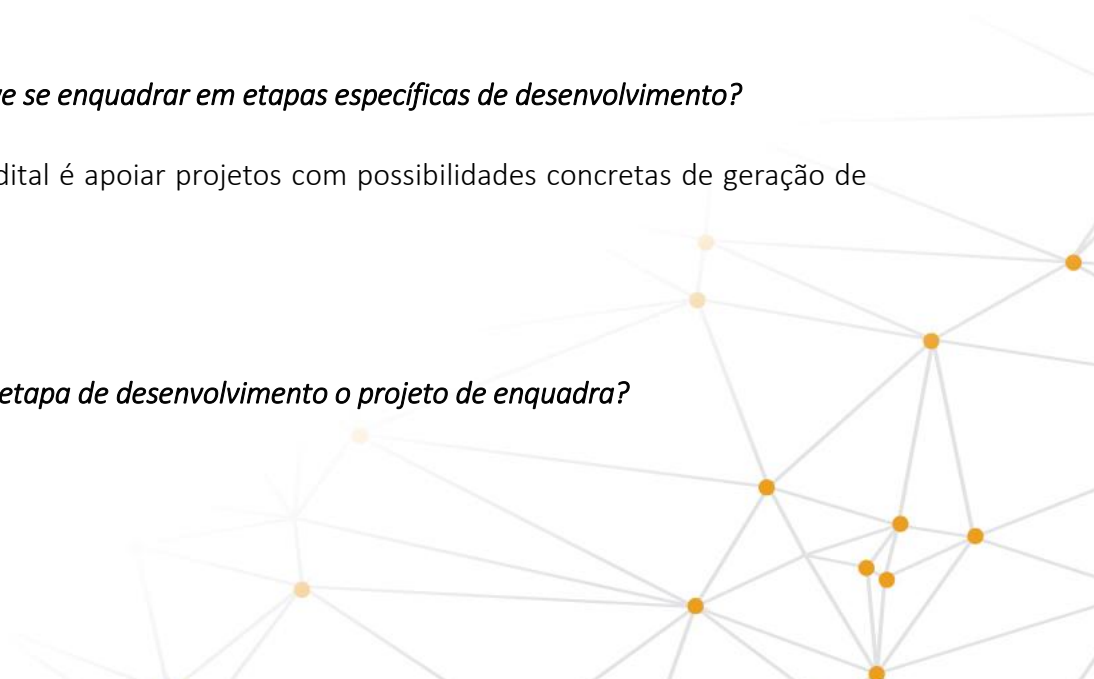 se enquadrar em etapas específicas de desenvolvimento?
é apoiar projetos com possibilidades concretas de geração de
etapa de desenvolvimento o projeto de enquadra?